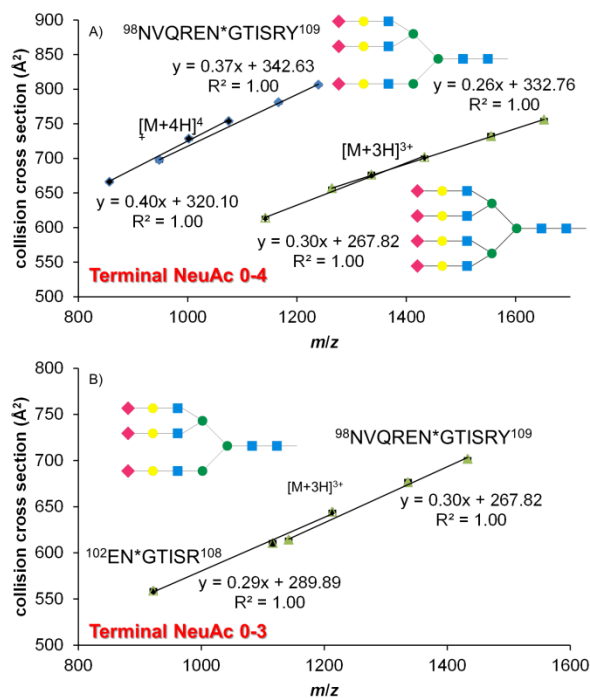 A)
⁹⁸NVQREN*GTISRY¹⁰⁹
y = 0.37x + 342.63
R² = 1.00
y = 0.26x + 332.76
R² = 1.00
[M+4H]⁴
+
[M+3H]³⁺
y = 0.40x + 320.10
R² = 1.00
y = 0.30x + 267.82
R² = 1.00
Terminal NeuAc 0-4
collision cross section (Å²)
900
850
800
750
700
650
600
550
500
800 1000 1200 1400 1600
m/z
B)
⁹⁸NVQREN*GTISRY¹⁰⁹
[M+3H]³⁺
y = 0.30x + 267.82
R² = 1.00
¹⁰²EN*GTISR¹⁰⁸
y = 0.29x + 289.89
R² = 1.00
Terminal NeuAc 0-3
collision cross section (Å²)
800
750
700
650
600
550
500
800 1000 1200 1400 1600
m/z